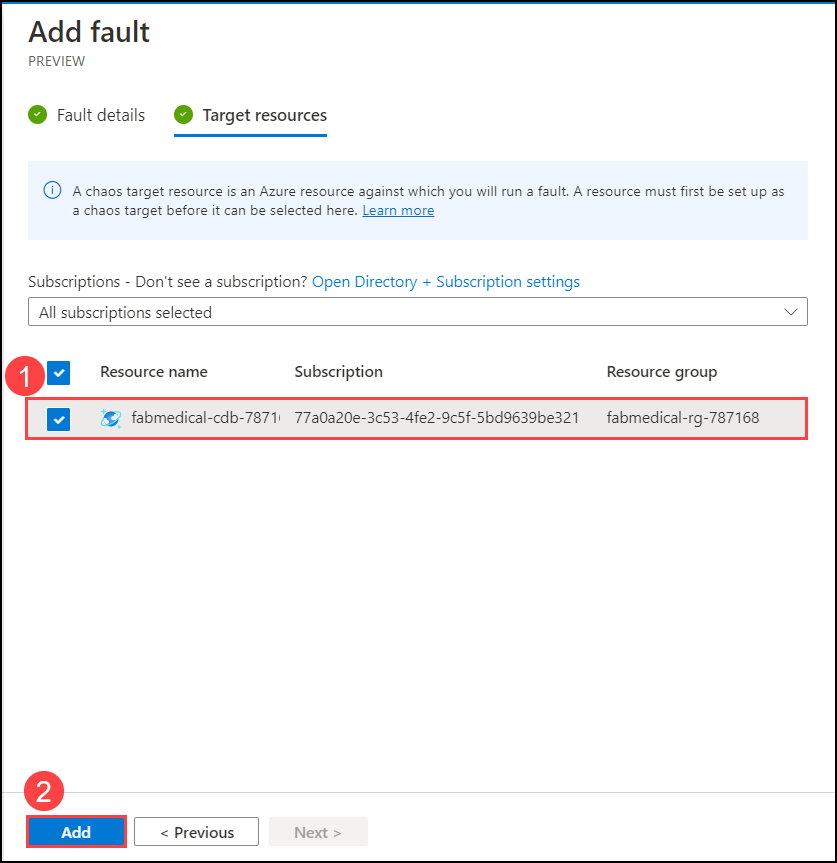 Add fault
PREVIEW
Fault details
Target resources
A chaos target resource is an Azure resource against which you will run a fault. A resource must first be set up as
a chaos target before it can be selected here. Learn more
Subscriptions - Don't see a subscription? Open Directory + Subscription settings
All subscriptions selected
1
Resource name Subscription Resource group
fabmedical-cdb-7871 77a0a20e-3c53-4fe2-9c5f-5bd9639be321 fabmedical-rg-787168
2
Add < Previous Next >